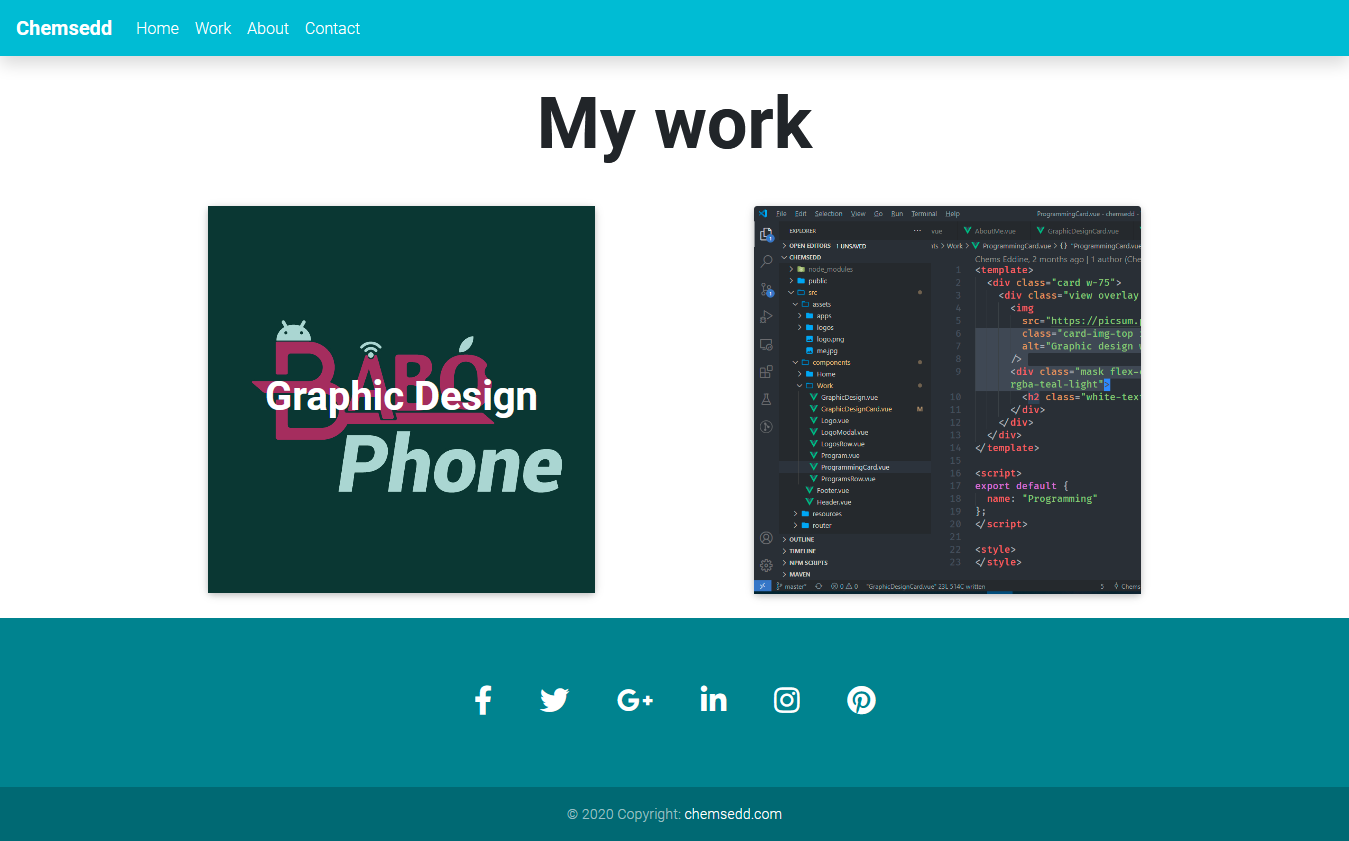 Chemsedd Home Work About Contact
My work
BABO
Graphic Design
Phone
File Edit Selection View Go Run Terminal Help ProgrammingCard.vue - chemsedd -
EXPLORER ...
OPEN EDITORS 1 UNSAVED
CHEMSEDD
node_modules
public
src
assets
apps
logos
logo.png
me.jpg
components
Home
Work
GraphicDesign.vue
GraphicDesignCard.vue M
Logo.vue
LogoModal.vue
LogosRow.vue
Program.vue
ProgrammingCard.vue
ProgramsRow.vue
Footer.vue
Header.vue
resources
router
OUTLINE
TIMELINE
NPM SCRIPTS
MAVEN
vue AboutMe.vue GraphicDesignCard.vue
ds > Work > ProgrammingCard.vue > {} "ProgrammingCard.vue
Chems Eddine, 2 months ago | 1 author (Che
1 <template>
2 <div class="card w-75">
3 <div class="view overlay
4 <img
5 src="https://picsum.p
6 class="card-img-top
7 alt="Graphic design
8 />
9 <div class="mask flex-c
rgba-teal-light">
10 <h2 class="white-tex
11 </div>
12 </div>
13 </div>
14 </template>
15
16 <script>
17 export default {
18 name: "Programming"
19 };
20 </script>
21
22 <style>
23 </style>
master* 0 0 "GraphicDesignCard.vue" 23L 514C written 5 Chems
G+ in
© 2020 Copyright: chemsedd.com